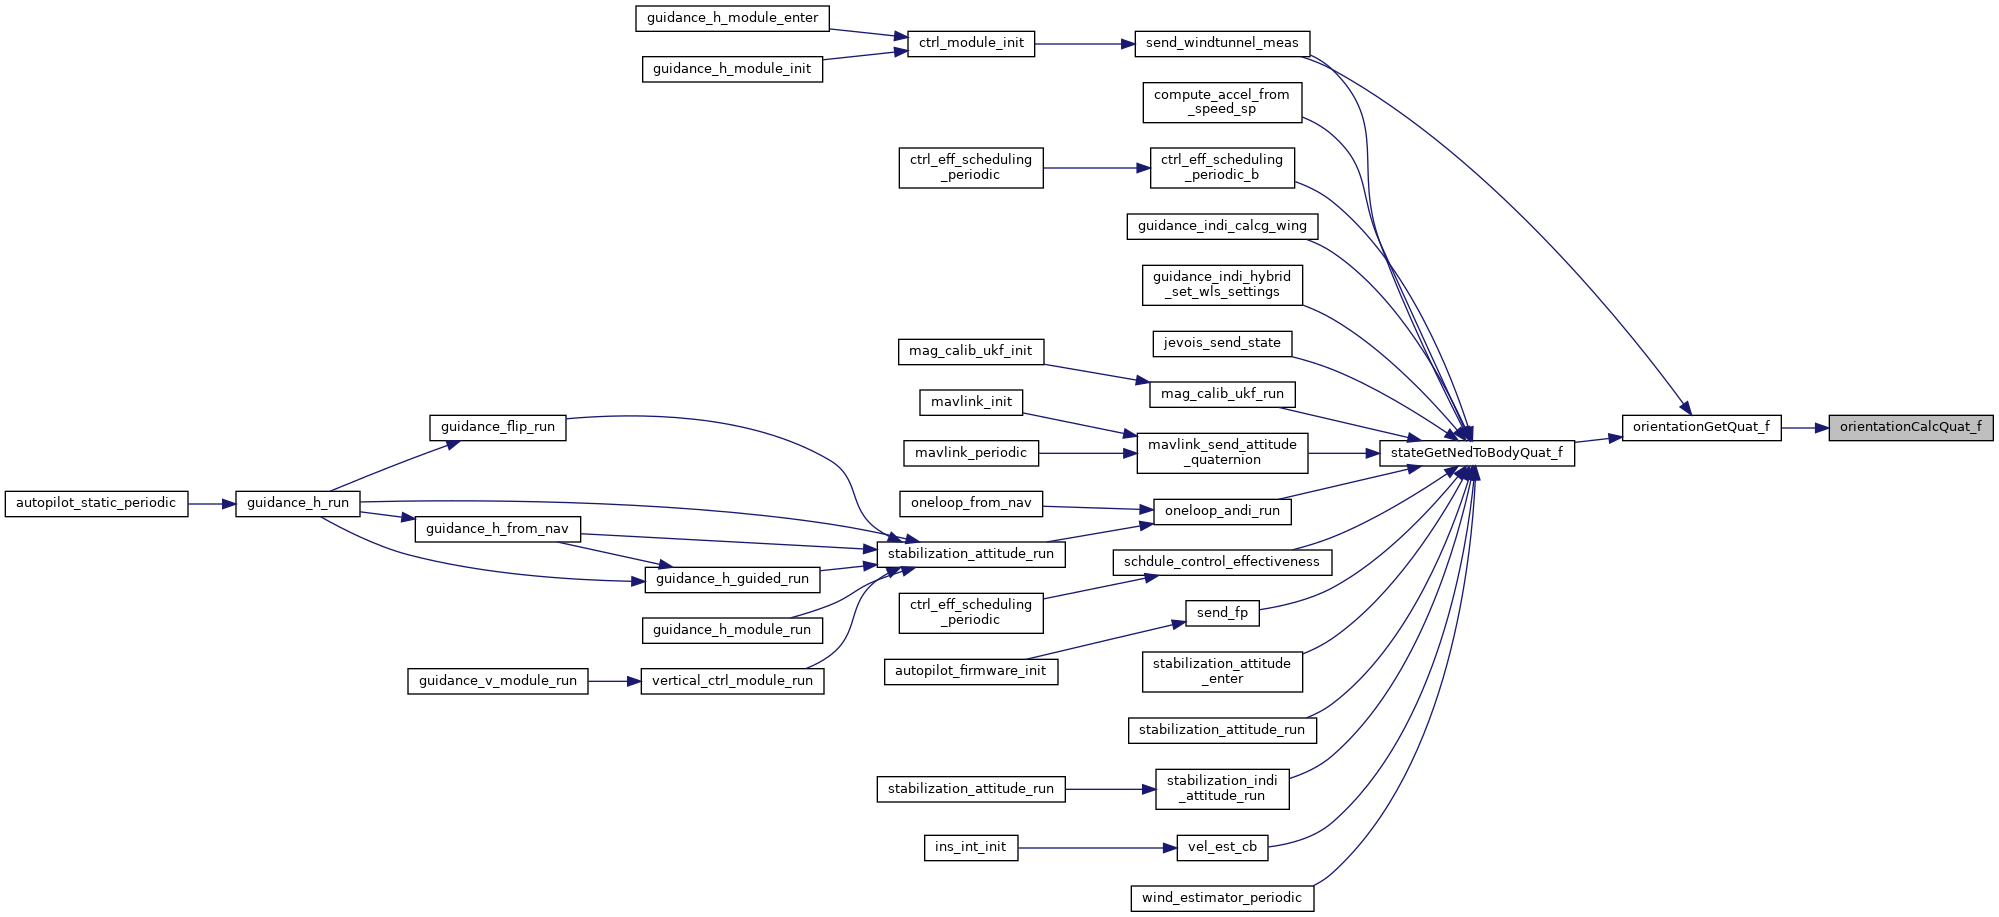 guidance_h_module_enter
ctrl_module_init
send_windtunnel_meas
guidance_h_module_init
compute_accel_from
_speed_sp
ctrl_eff_scheduling
_periodic
ctrl_eff_scheduling
_periodic_b
guidance_indi_calcg_wing
guidance_indi_hybrid
_set_wls_settings
jevois_send_state
mag_calib_ukf_init
mag_calib_ukf_run
mavlink_init
mavlink_send_attitude
_quaternion
mavlink_periodic
stateGetNedToBodyQuat_f
orientationGetQuat_f
orientationCalcQuat_f
guidance_flip_run
autopilot_static_periodic
guidance_h_run
guidance_h_from_nav
oneloop_from_nav
oneloop_andi_run
stabilization_attitude_run
guidance_h_guided_run
schdule_control_effectiveness
ctrl_eff_scheduling
_periodic
send_fp
guidance_h_module_run
autopilot_firmware_init
guidance_v_module_run
vertical_ctrl_module_run
stabilization_attitude
_enter
stabilization_attitude_run
stabilization_attitude_run
stabilization_indi
_attitude_run
ins_int_init
vel_est_cb
wind_estimator_periodic